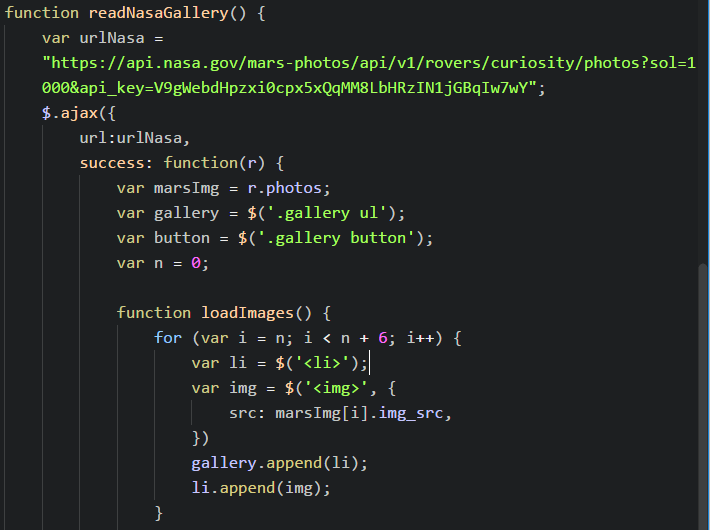 function readNasaGallery() {
var urlNasa =
"https://api.nasa.gov/mars-photos/api/v1/rovers/curiosity/photos?sol=1
000&api_key=V9gWebdHpzxi0cpx5xQqMM8LbHRzIN1jGBqIw7wY";
$.ajax({
url:urlNasa,
success: function(r) {
var marsImg = r.photos;
var gallery = $('.gallery ul');
var button = $('.gallery button');
var n = 0;
function loadImages() {
for (var i = n; i < n + 6; i++) {
var li = $('<li>');
var img = $('<img>', {
src: marsImg[i].img_src,
})
gallery.append(li);
li.append(img);
}